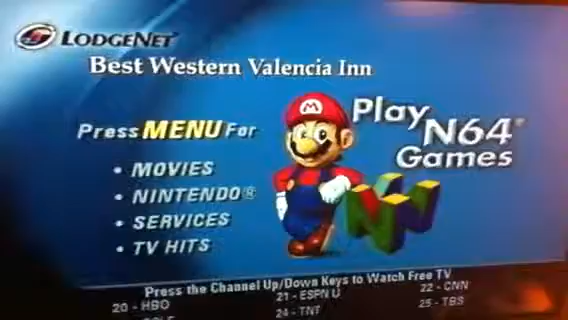 LodgeNet®
Best Western Valencia Inn
Press MENU For
• MOVIES
• NINTENDO®
• SERVICES
• TV HITS
M
Play
N64®
Games
Press the Channel Up/Down Keys to Watch Free TV
20 - HBO
21 - ESPN U
22 - CNN
24 - TNT
25 - TBS